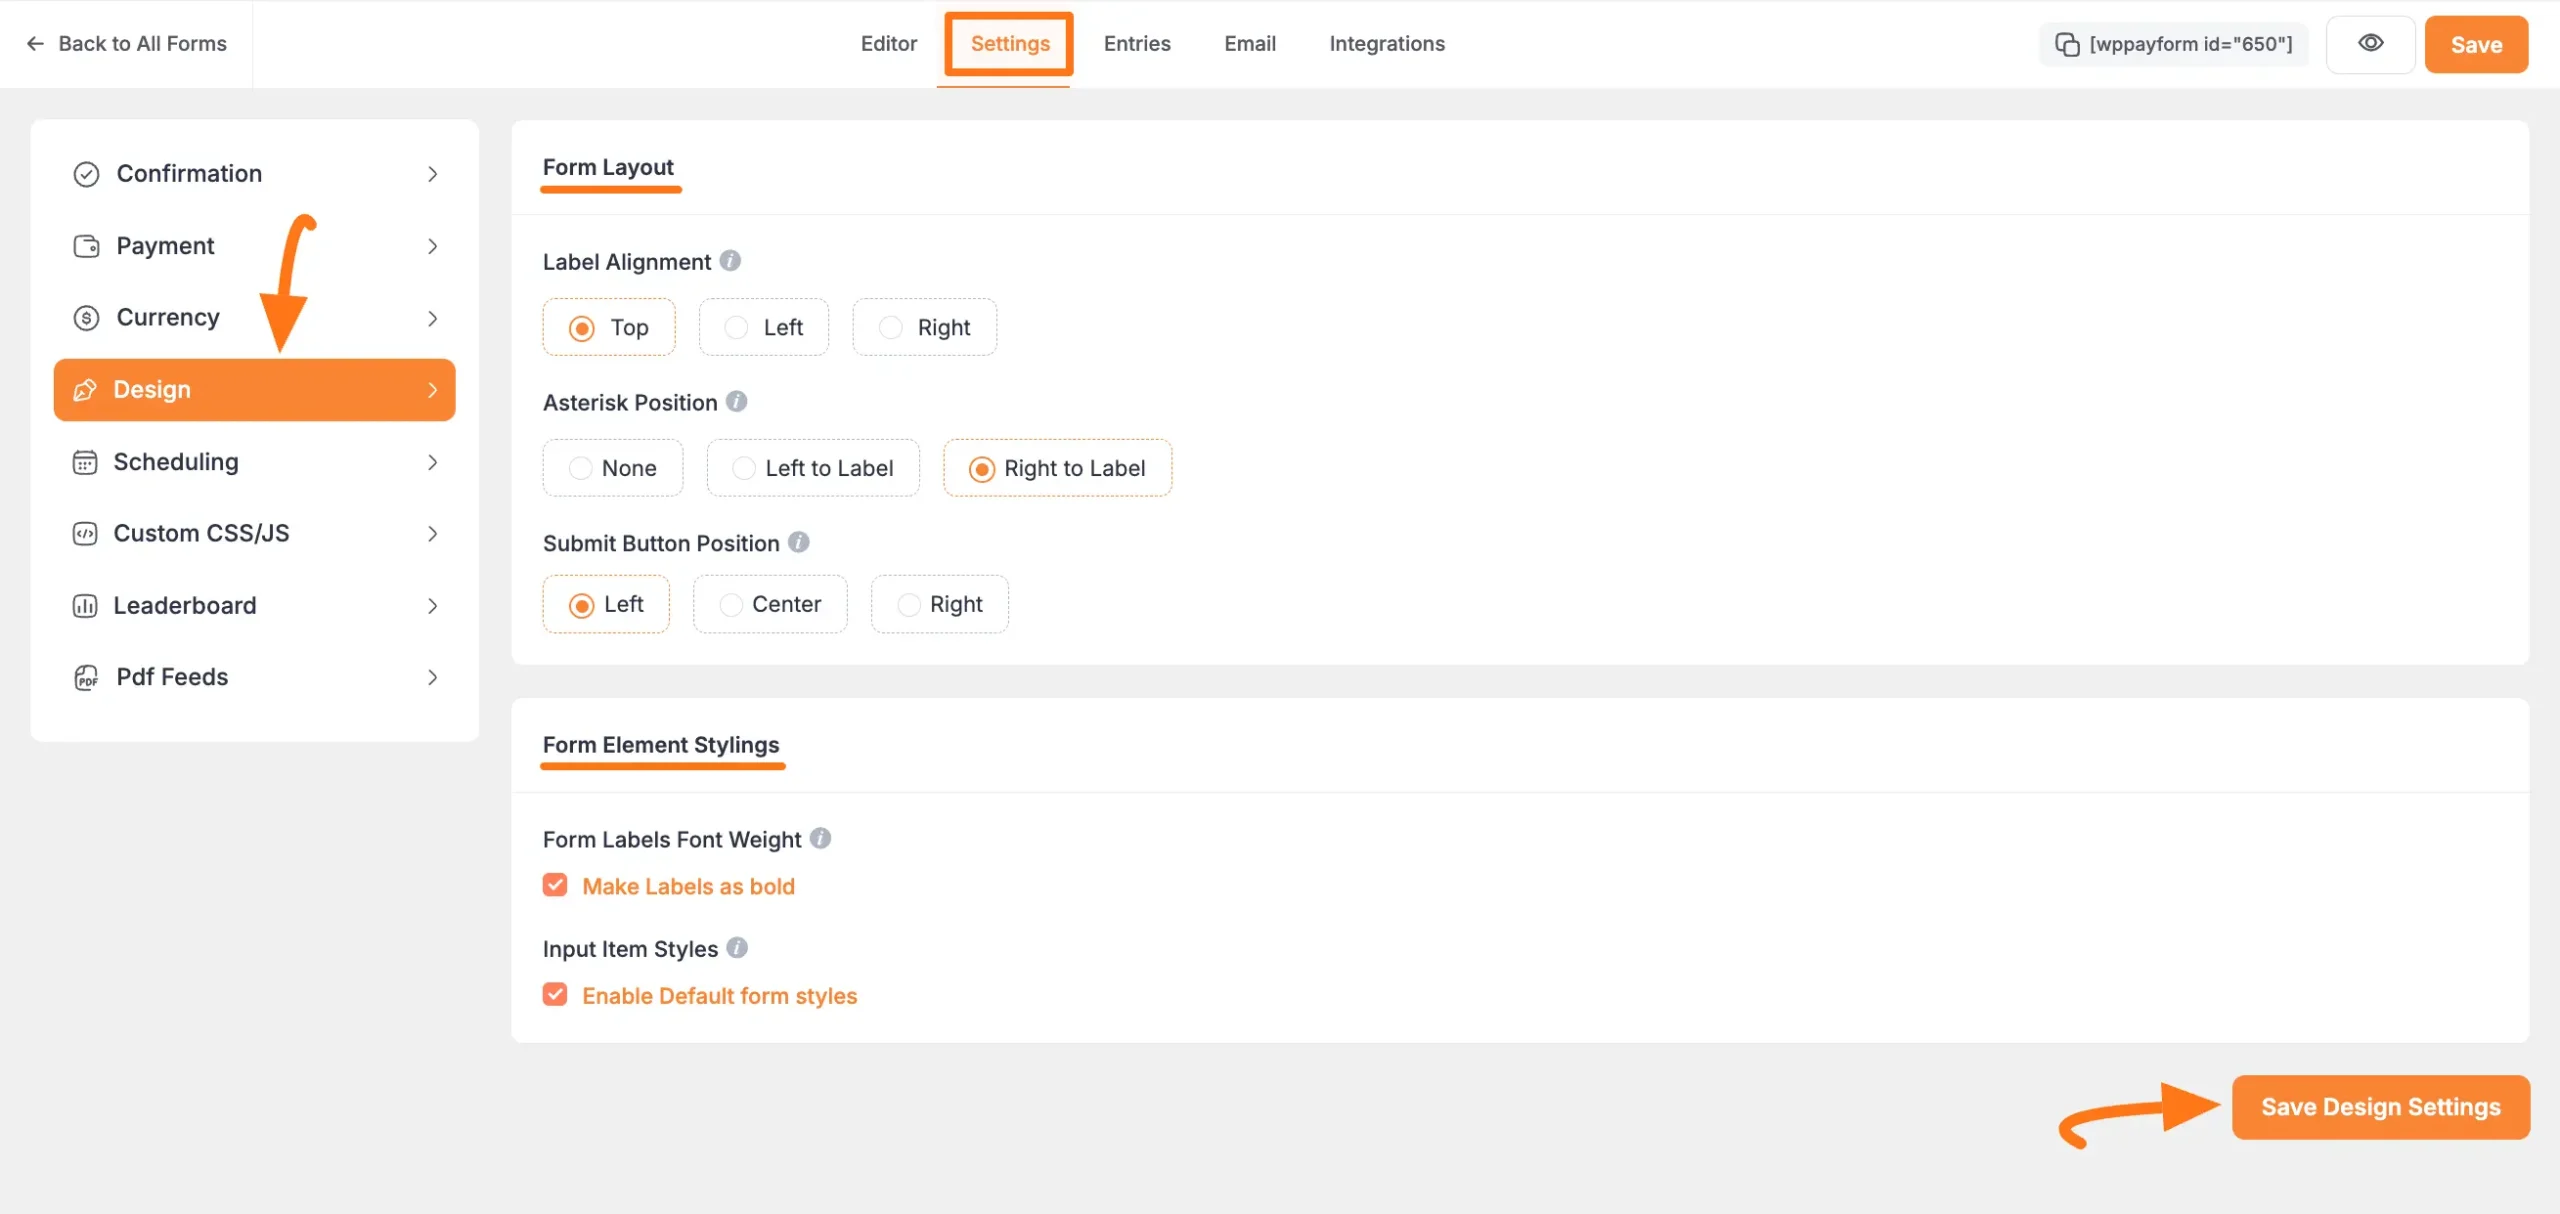 Back to All Forms
Editor
Settings
Entries
Email
Integrations
[wppayform id="650"]
Save
Confirmation
Payment
Currency
Design
Scheduling
Custom CSS/JS
Leaderboard
Pdf Feeds
Form Layout
Label Alignment
Top
Left
Right
Asterisk Position
None
Left to Label
Right to Label
Submit Button Position
Left
Center
Right
Form Element Stylings
Form Labels Font Weight
Make Labels as bold
Input Item Styles
Enable Default form styles
Save Design Settings